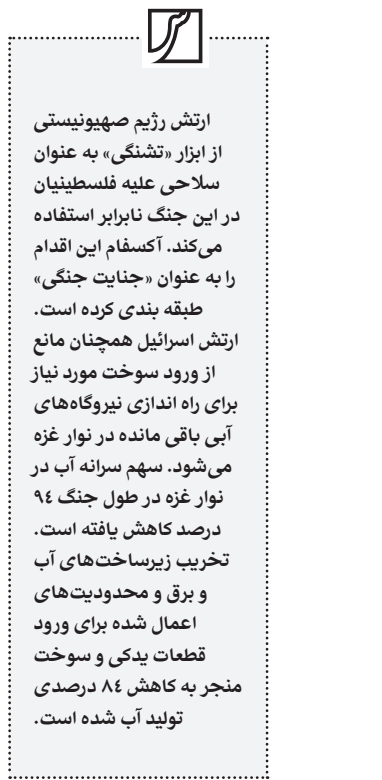 ارتش رژیم صهیونیستی
از ابزار «تشنگی» به عنوان
سلاحی علیه فلسطینیان
در این جنگ نابرابر استفاده
می‌کند. آکسفام این اقدام
را به عنوان «جنایت جنگی»
طبقه بندی کرده است.
ارتش اسرائیل همچنان مانع
از ورود سوخت مورد نیاز
برای راه اندازی نیروگاه‌های
آبی باقی مانده در نوار غزه
می‌شود. سهم سرانه آب در
نوار غزه در طول جنگ ۹٤
درصد کاهش یافته است.
تخریب زیرساخت‌های آب
و برق و محدودیت‌های
اعمال شده برای ورود
قطعات یدکی و سوخت
منجر به کاهش ۸٤ درصدی
تولید آب شده است.